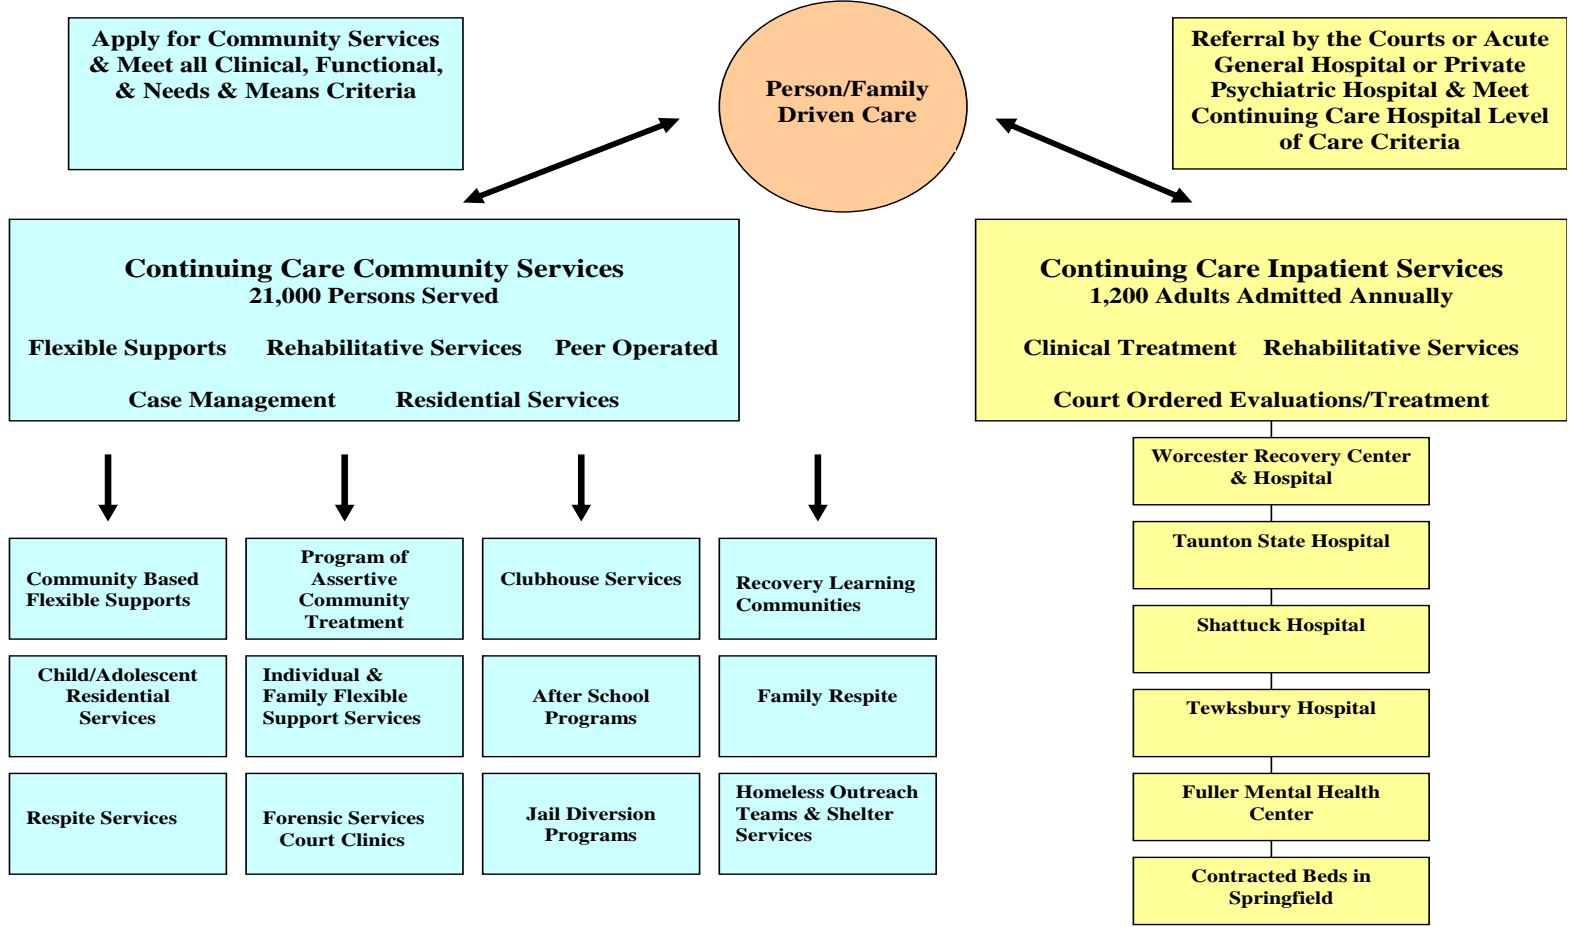 Apply for Community Services
& Meet all Clinical, Functional,
& Needs & Means Criteria
Person/Family
Driven Care
Referral by the Courts or Acute
General Hospital or Private
Psychiatric Hospital & Meet
Continuing Care Hospital Level
of Care Criteria
Continuing Care Community Services
21,000 Persons Served
Flexible Supports Rehabilitative Services Peer Operated
Case Management Residential Services
Continuing Care Inpatient Services
1,200 Adults Admitted Annually
Clinical Treatment Rehabilitative Services
Court Ordered Evaluations/Treatment
Community Based
Flexible Supports
Program of
Assertive
Community
Treatment
Clubhouse Services
Recovery Learning
Communities
Child/Adolescent
Residential
Services
Individual &
Family Flexible
Support Services
After School
Programs
Family Respite
Respite Services
Forensic Services
Court Clinics
Jail Diversion
Programs
Homeless Outreach
Teams & Shelter
Services
Worcester Recovery Center
& Hospital
Taunton State Hospital
Shattuck Hospital
Tewksbury Hospital
Fuller Mental Health
Center
Contracted Beds in
Springfield